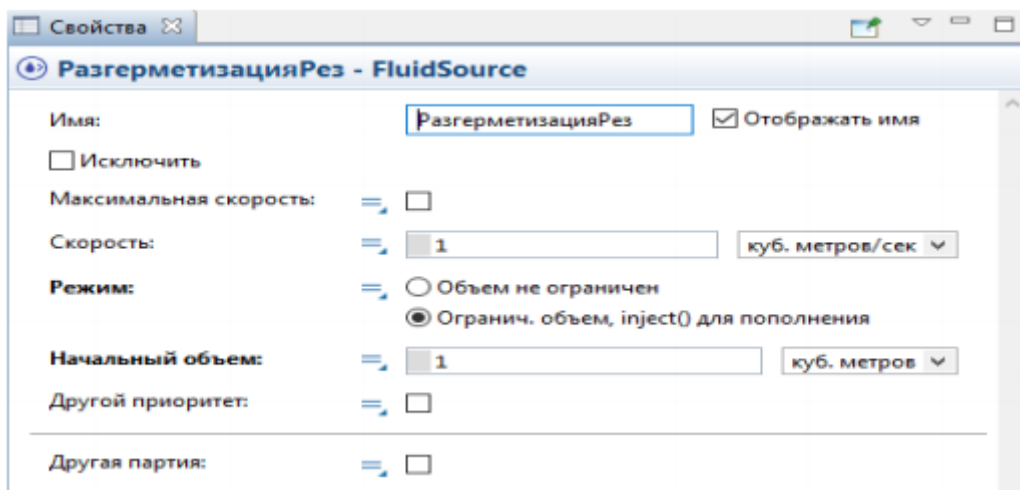 Свойства
РазгерметизацияРез - FluidSource
Имя: РазгерметизацияРез Отображать имя
Исключить
Максимальная скорость:
Скорость: 1 куб. метров/сек
Режим: Объем не ограничен
Огранич. объем, inject() для пополнения
Начальный объем: 1 куб. метров
Другой приоритет:
Другая партия: